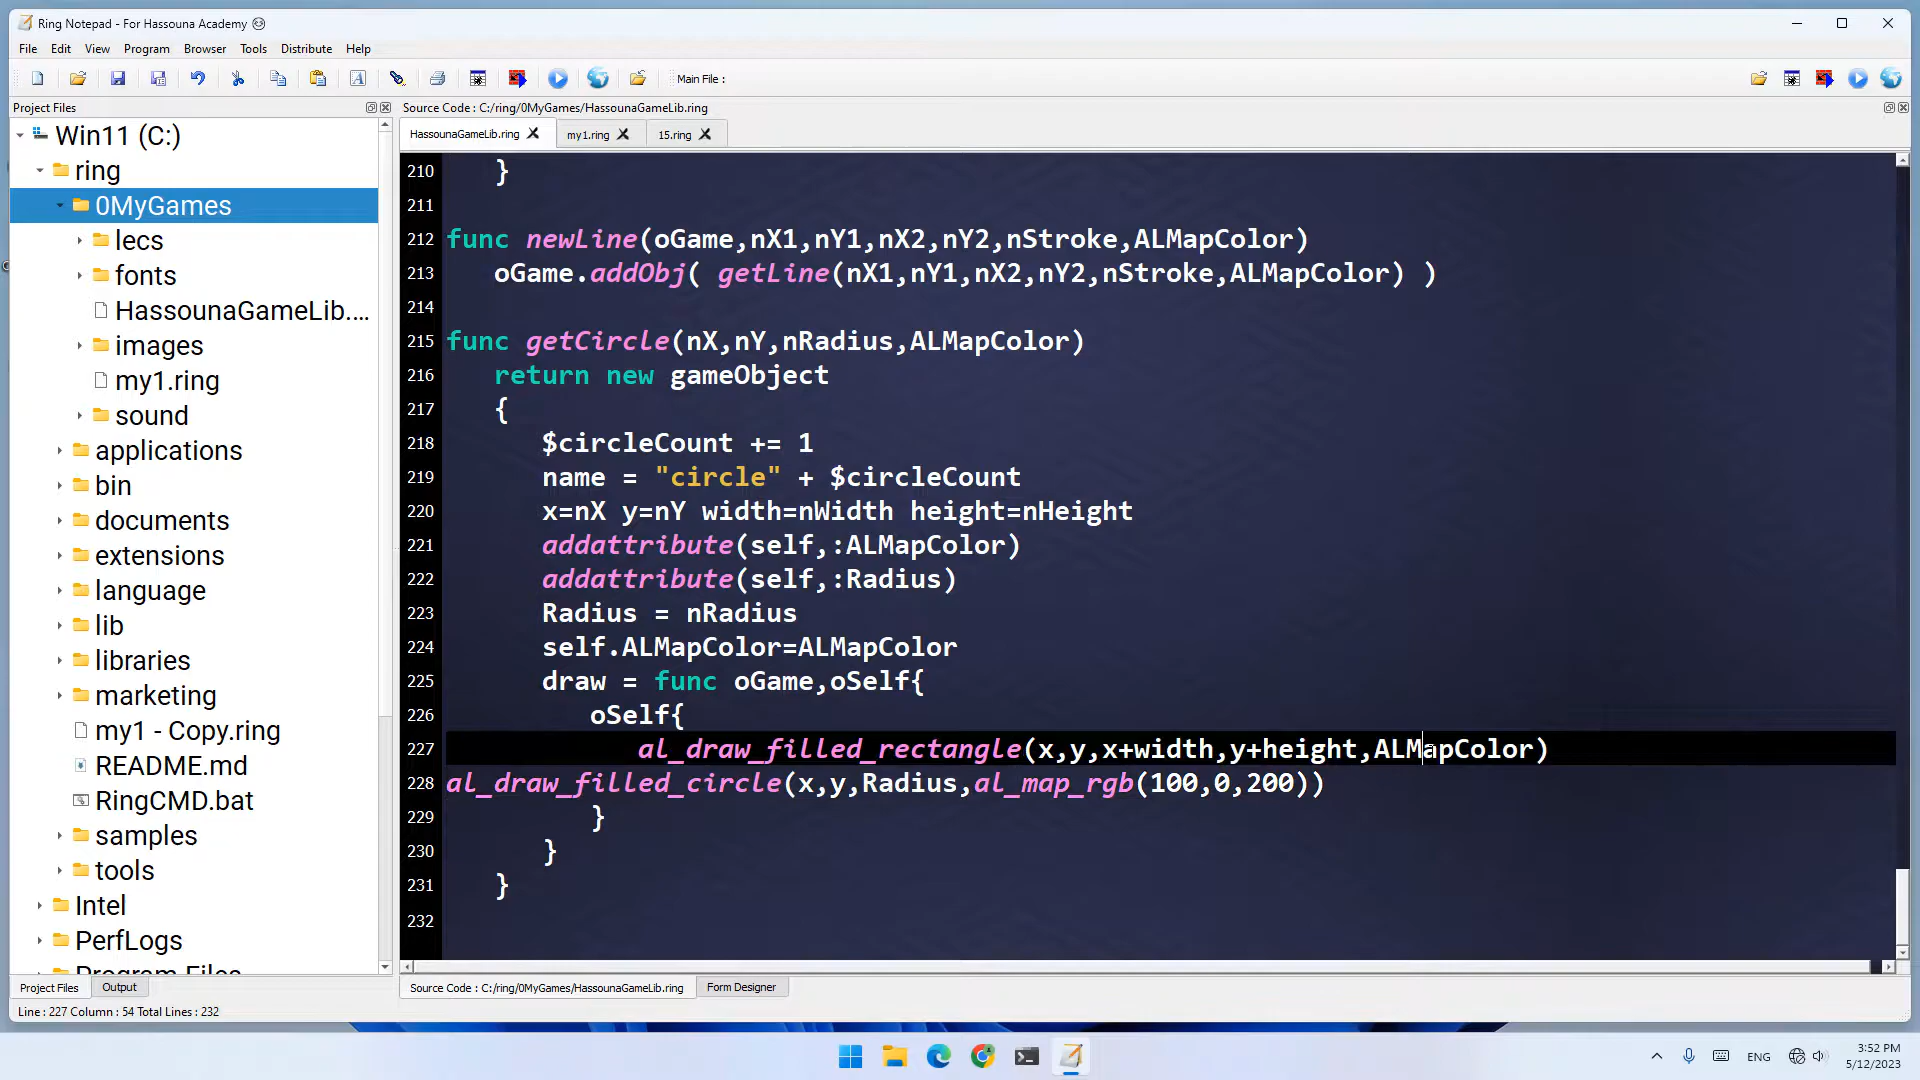 Ring Notepad - For Hassouna Academy
File Edit View Program Browser Tools Distribute Help
Main File :
Project Files
Source Code : C:/ring/0MyGames/HassounaGameLib.ring
HassounaGameLib.ring my1.ring 15.ring
Win11 (C:)
ring
0MyGames
lecs
fonts
HassounaGameLib....
images
my1.ring
sound
applications
bin
documents
extensions
language
lib
libraries
marketing
my1 - Copy.ring
README.md
RingCMD.bat
samples
tools
Intel
PerfLogs
Program Files
210 }
211
212 func newLine(oGame,nX1,nY1,nX2,nY2,nStroke,ALMapColor)
213 oGame.addObj( getLine(nX1,nY1,nX2,nY2,nStroke,ALMapColor) )
214
215 func getCircle(nX,nY,nRadius,ALMapColor)
216 return new gameObject
217 {
218 $circleCount += 1
219 name = "circle" + $circleCount
220 x=nX y=nY width=nWidth height=nHeight
221 addattribute(self,:ALMapColor)
222 addattribute(self,:Radius)
223 Radius = nRadius
224 self.ALMapColor=ALMapColor
225 draw = func oGame,oSelf{
226 oSelf{
227 al_draw_filled_rectangle(x,y,x+width,y+height,ALMapColor)
228 al_draw_filled_circle(x,y,Radius,al_map_rgb(100,0,200))
229 }
230 }
231 }
232
Project Files Output
Source Code : C:/ring/0MyGames/HassounaGameLib.ring Form Designer
Line : 227 Column : 54 Total Lines : 232
ENG
3:52 PM
5/12/2023